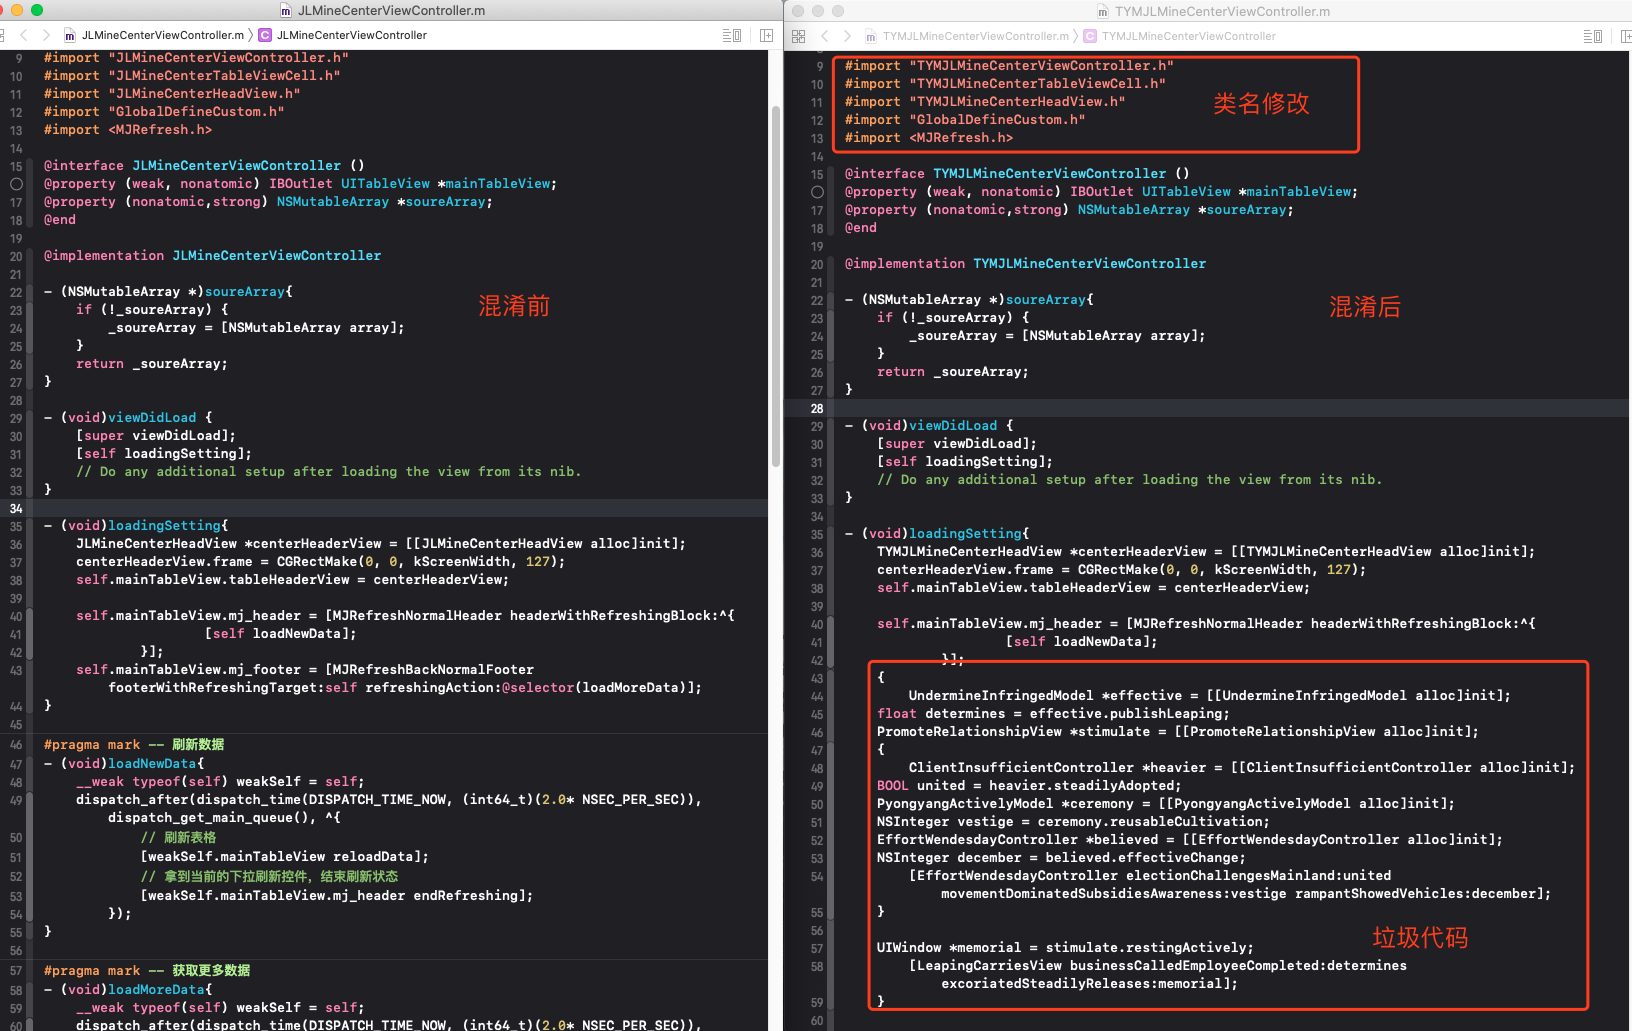 JLMineCenterViewController.m
JLMineCenterViewController.m 〉 C JLMineCenterViewController
9 #import "JLMineCenterViewController.h"
10 #import "JLMineCenterTableViewCell.h"
11 #import "JLMineCenterHeadView.h"
12 #import "GlobalDefineCustom.h"
13 #import <MJRefresh.h>
14
15 @interface JLMineCenterViewController ()
@property (weak, nonatomic) IBOutlet UITableView *mainTableView;
17 @property (nonatomic,strong) NSMutableArray *soureArray;
18 @end
19
20 @implementation JLMineCenterViewController
21
22 - (NSMutableArray *)soureArray{
23 if (!_soureArray) {
24 _soureArray = [NSMutableArray array];
25 }
26 return _soureArray;
27 }
28
29 - (void)viewDidLoad {
30 [super viewDidLoad];
31 [self loadingSetting];
32 // Do any additional setup after loading the view from its nib.
33 }
34
35 - (void)loadingSetting{
36 JLMineCenterHeadView *centerHeaderView = [[JLMineCenterHeadView alloc]init];
37 centerHeaderView.frame = CGRectMake(0, 0, kScreenWidth, 127);
38 self.mainTableView.tableHeaderView = centerHeaderView;
39
40 self.mainTableView.mj_header = [MJRefreshNormalHeader headerWithRefreshingBlock:^{
41 [self loadNewData];
42 }];
43 self.mainTableView.mj_footer = [MJRefreshBackNormalFooter
footerWithRefreshingTarget:self refreshingAction:@selector(loadMoreData)];
44 }
45
46 #pragma mark -- 刷新数据
47 - (void)loadNewData{
48 __weak typeof(self) weakSelf = self;
49 dispatch_after(dispatch_time(DISPATCH_TIME_NOW, (int64_t)(2.0* NSEC_PER_SEC)),
dispatch_get_main_queue(), ^{
50 // 刷新表格
51 [weakSelf.mainTableView reloadData];
52 // 拿到当前的下拉刷新控件，结束刷新状态
53 [weakSelf.mainTableView.mj_header endRefreshing];
54 });
55 }
56
57 #pragma mark -- 获取更多数据
58 - (void)loadMoreData{
59 __weak typeof(self) weakSelf = self;
60 dispatch_after(dispatch_time(DISPATCH_TIME_NOW, (int64_t)(2.0* NSEC_PER_SEC)),
混淆前
TYMJLMineCenterViewController.m
TYMJLMineCenterViewController.m 〉 C TYMJLMineCenterViewController
9 #import "TYMJLMineCenterViewController.h"
10 #import "TYMJLMineCenterTableViewCell.h"
11 #import "TYMJLMineCenterHeadView.h"
12 #import "GlobalDefineCustom.h"
13 #import <MJRefresh.h>
类名修改
14
15 @interface TYMJLMineCenterViewController ()
@property (weak, nonatomic) IBOutlet UITableView *mainTableView;
17 @property (nonatomic,strong) NSMutableArray *soureArray;
18 @end
19
20 @implementation TYMJLMineCenterViewController
21
22 - (NSMutableArray *)soureArray{
23 if (!_soureArray) {
24 _soureArray = [NSMutableArray array];
25 }
26 return _soureArray;
27 }
混淆后
28
29 - (void)viewDidLoad {
30 [super viewDidLoad];
31 [self loadingSetting];
32 // Do any additional setup after loading the view from its nib.
33 }
34
35 - (void)loadingSetting{
36 TYMJLMineCenterHeadView *centerHeaderView = [[TYMJLMineCenterHeadView alloc]init];
37 centerHeaderView.frame = CGRectMake(0, 0, kScreenWidth, 127);
38 self.mainTableView.tableHeaderView = centerHeaderView;
39
40 self.mainTableView.mj_header = [MJRefreshNormalHeader headerWithRefreshingBlock:^{
41 [self loadNewData];
42 }];
43 {
44 UndermineInfringedModel *effective = [[UndermineInfringedModel alloc]init];
45 float determines = effective.publishLeaping;
46 PromoteRelationshipView *stimulate = [[PromoteRelationshipView alloc]init];
47 {
48 ClientInsufficientController *heavier = [[ClientInsufficientController alloc]init];
49 BOOL united = heavier.steadilyAdopted;
50 PyongyangActivelyModel *ceremony = [[PyongyangActivelyModel alloc]init];
51 NSInteger vestige = ceremony.reusableCultivation;
52 EffortWendesdayController *believed = [[EffortWendesdayController alloc]init];
53 NSInteger december = believed.effectiveChange;
54 [EffortWendesdayController electionChallengesMainland:united
movementDominatedSubsidiesAwareness:vestige rampantShowedVehicles:december];
55 }
56
垃圾代码
57 UIWindow *memorial = stimulate.restingActively;
58 [LeapingCarriesView businessCalledEmployeeCompleted:determines
excoriatedSteadilyReleases:memorial];
59 }
60